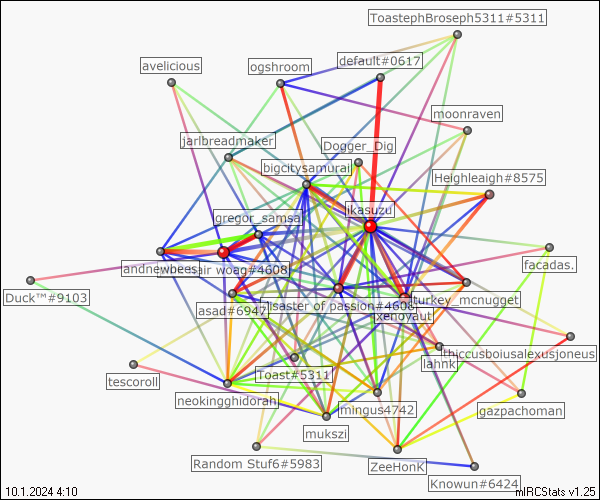 ToastephBroseph5311#5311
default#0617
avelicious
ogshroom
moonraven
jarlbreadmaker
Dogger_Dig
bigcitysamurai
Heighleaigh#8575
ikasuzu
gregor_samsa
facadas.
andnewbees
air woag#4608
Duck™#9103
turkey_mcnugget
asad#6947
isaster of passion#4608
xenoyaut
thiccusboiusalexusjoneus
lahnk
Toast#5311
tescoroll
neokingghidorah
mingus4742
gazpachoman
mukszi
Random Stuf6#5983
ZeeHonk
Knowun#6424
10.1.2024 4:10
mIRCStats v1.25